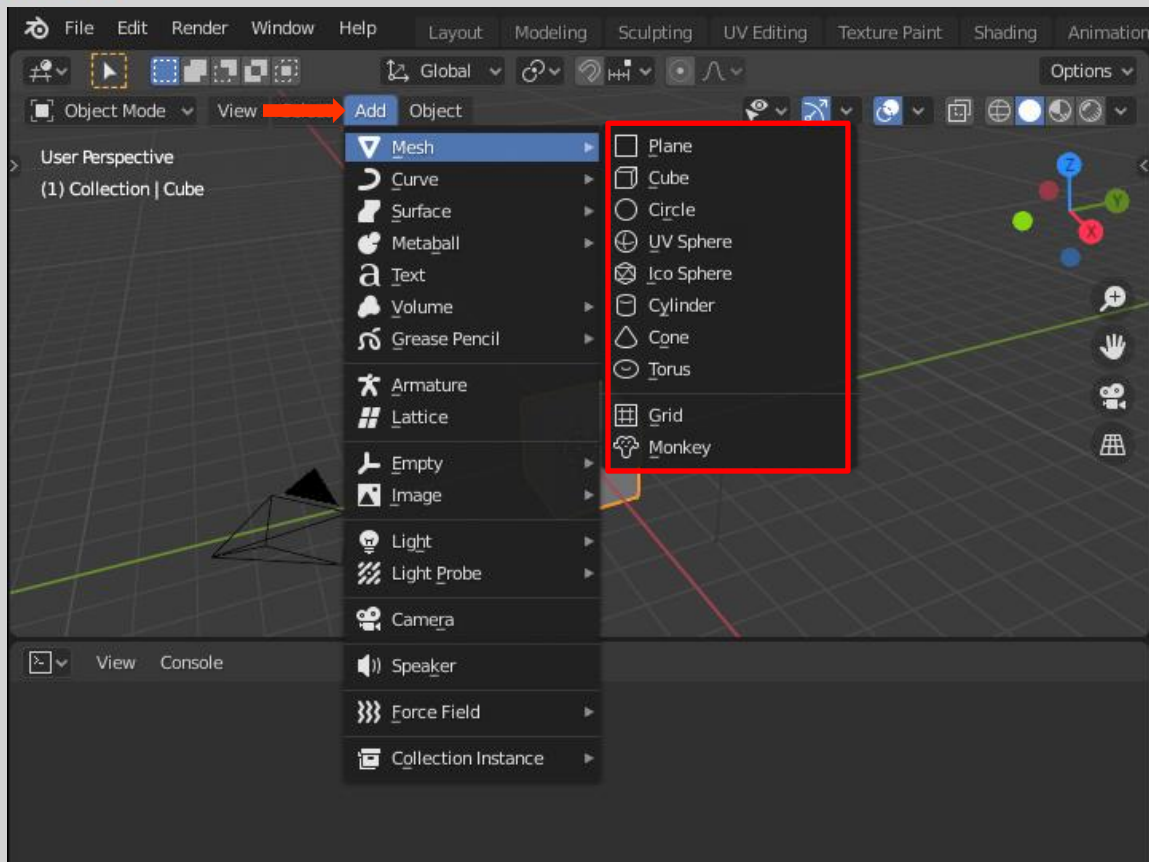 File Edit Render Window Help Layout Modeling Sculpting UV Editing Texture Paint Shading Animation
Global Options
Object Mode View Add Object
User Perspective
(1) Collection | Cube
Mesh
Curve
Surface
Metaball
Text
Volume
Grease Pencil
Armature
Lattice
Empty
Image
Light
Light Probe
Camera
Speaker
Force Field
Collection Instance
Plane
Cube
Circle
UV Sphere
Ico Sphere
Cylinder
Cone
Torus
Grid
Monkey
Z
Y
X
View Console